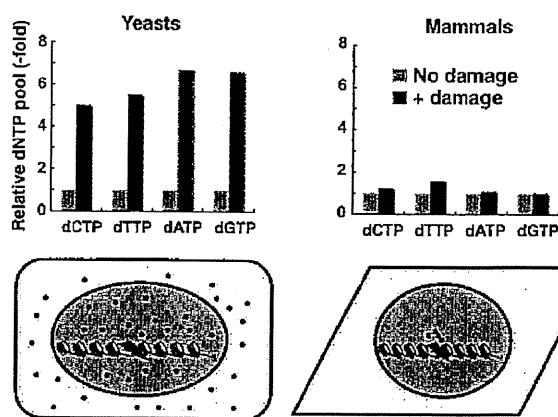 Yeasts
Relative dNTP pool (-fold)
8
6
4
2
0
dCTP dTTP dATP dGTP
Mammals
8
6
4
2
0
No damage
+ damage
dCTP dTTP dATP dGTP